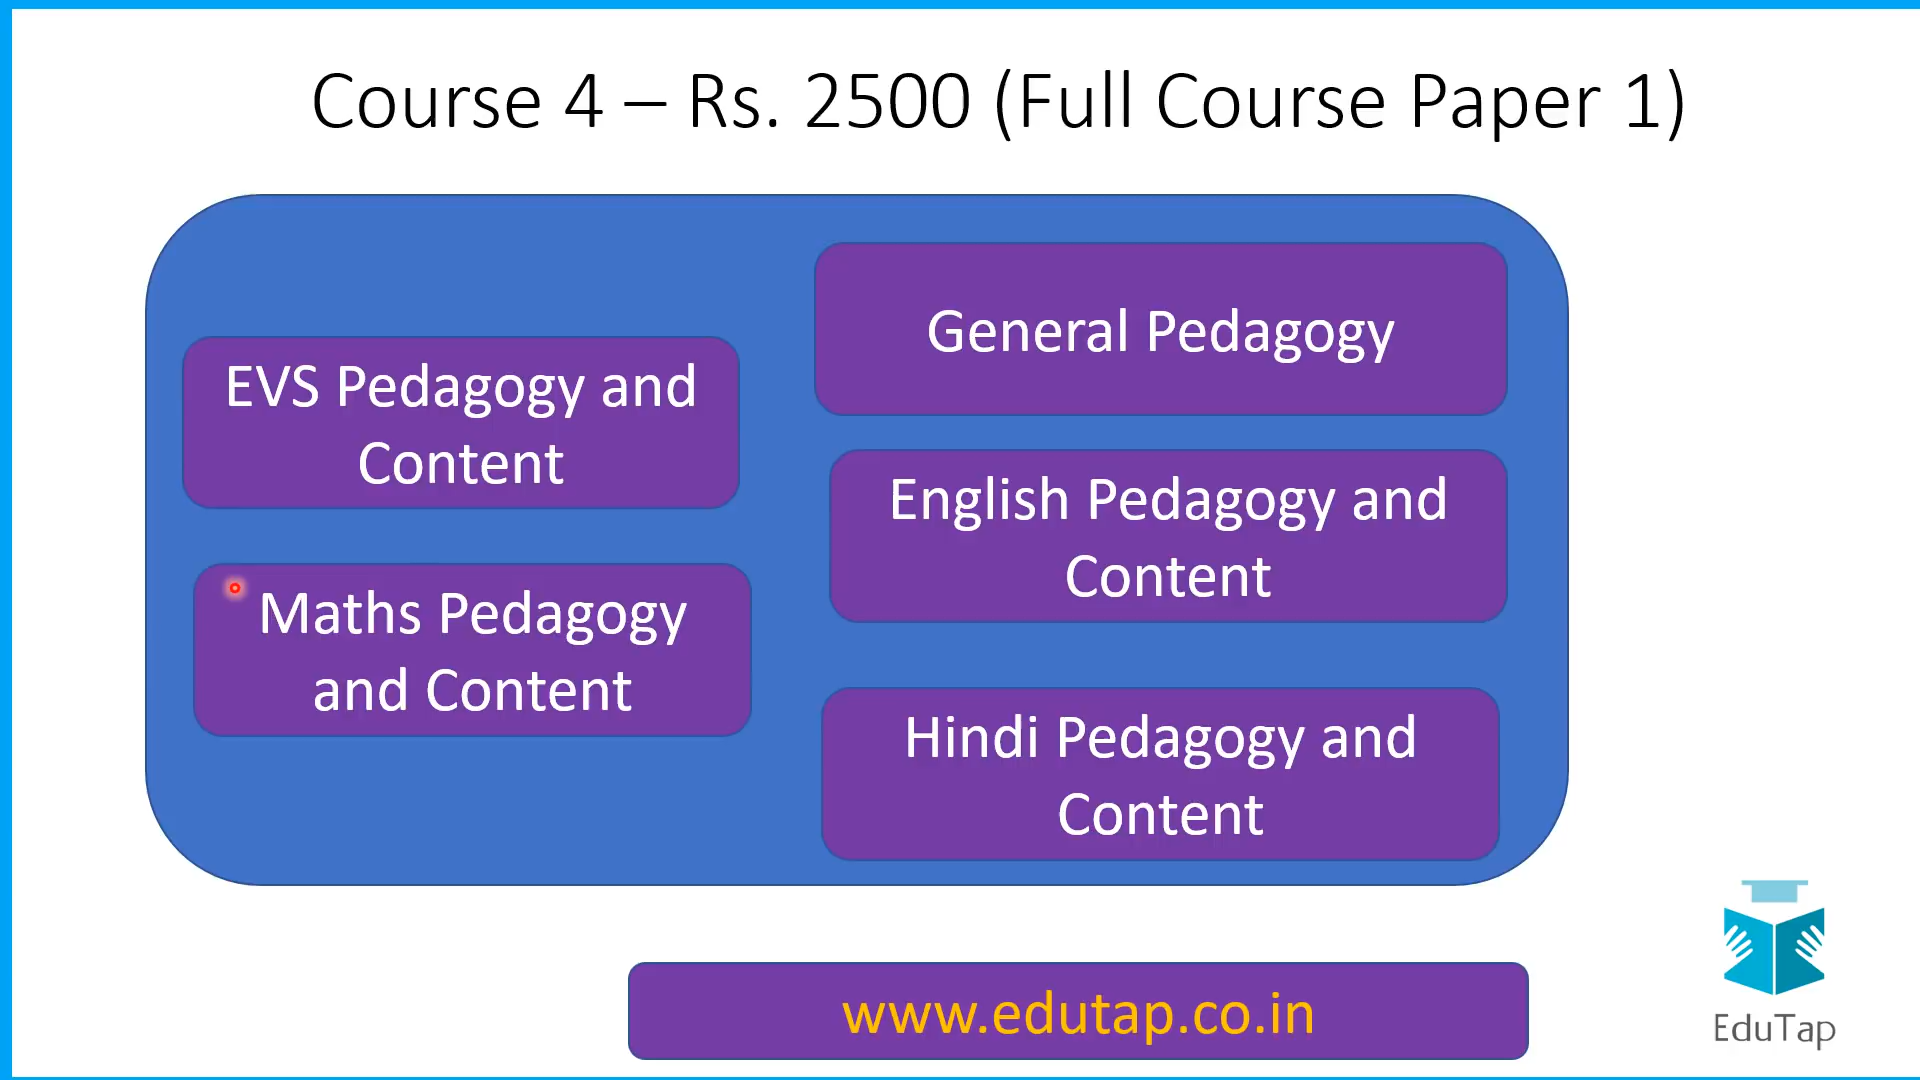 Course 4 – Rs. 2500 (Full Course Paper 1)
EVS Pedagogy and
Content
Maths Pedagogy
and Content
General Pedagogy
English Pedagogy and
Content
Hindi Pedagogy and
Content
www.edutap.co.in
EduTap